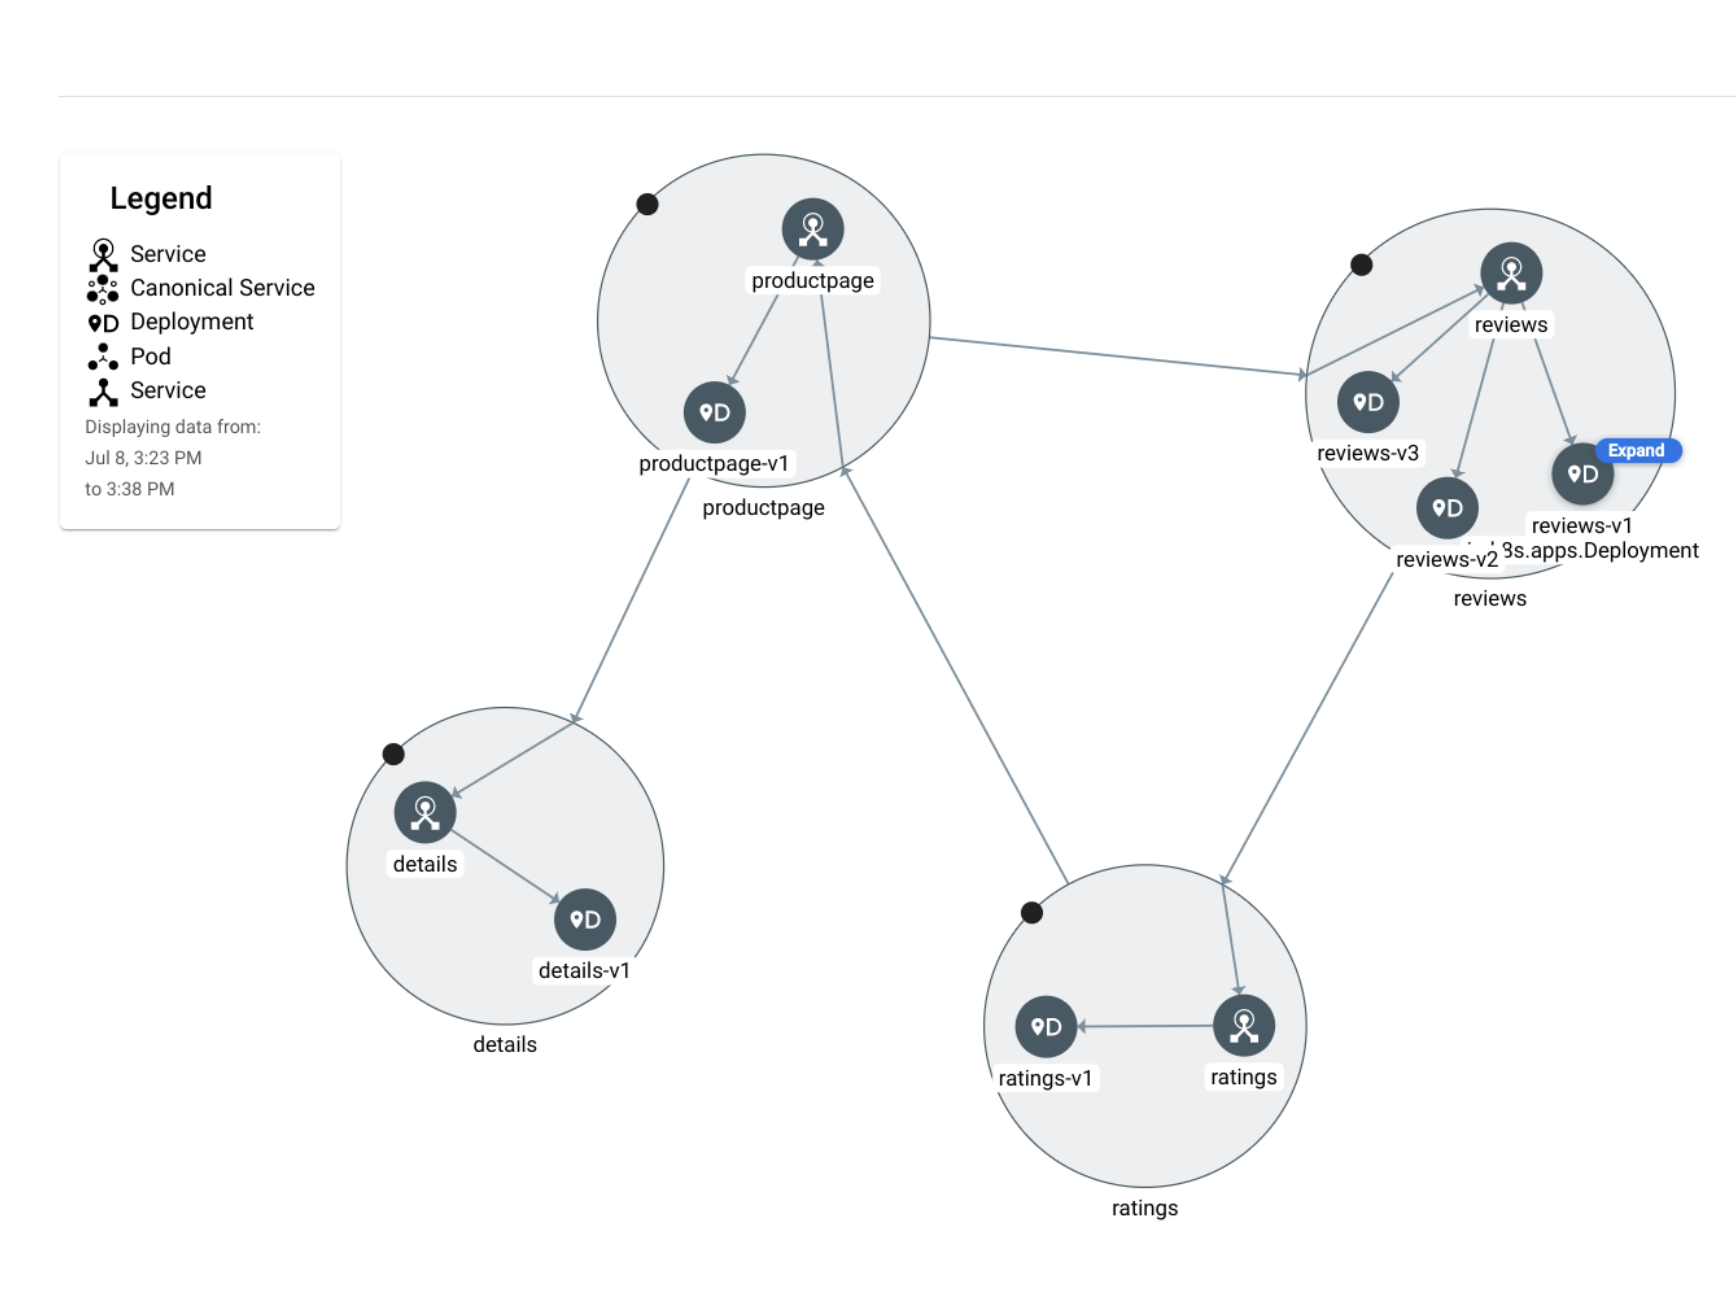 Legend
Service
Canonical Service
D Deployment
Pod
Service
Displaying data from:
Jul 8, 3:23 PM
to 3:38 PM
productpage
D
productpage-v1
productpage
reviews
D
reviews-v3
Expand
D
reviews-v1
D
reviews-v2
8s.apps.Deployment
reviews
details
D
details-v1
details
D
ratings-v1
ratings
ratings